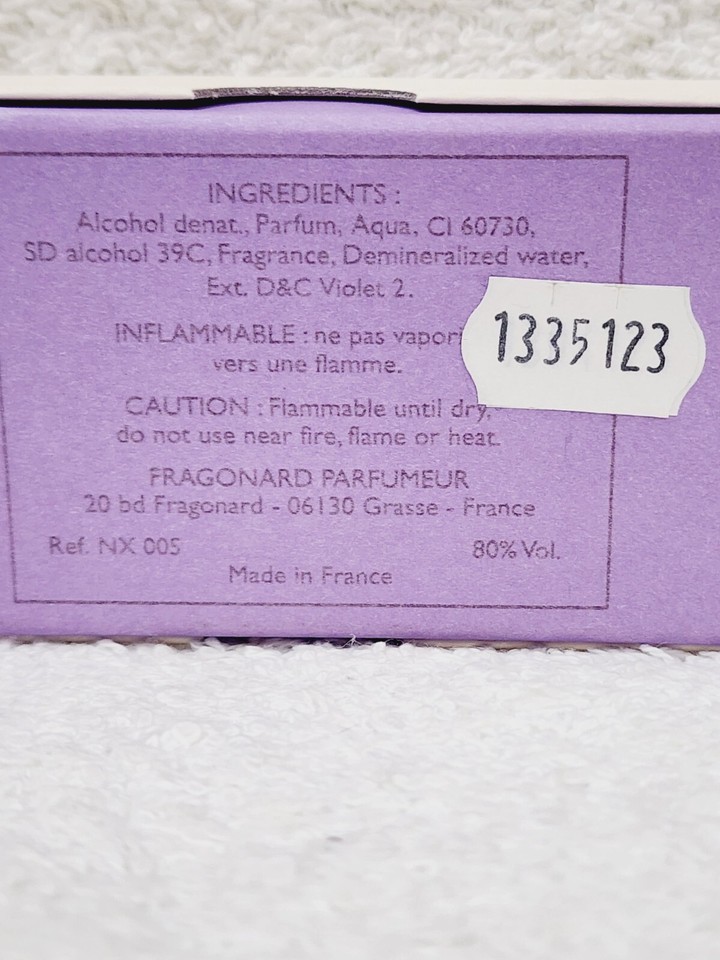 INGREDIENTS :
Alcohol denat., Parfum, Aqua, CI 60730,
SD alcohol 39C, Fragrance, Demineralized water,
Ext. D&C Violet 2.
INFLAMMABLE : ne pas vapori
vers une flamme.
CAUTION : Flammable until dry,
do not use near fire, flame or heat.
FRAGONARD PARFUMEUR
20 bd Fragonard - 06130 Grasse - France
Ref. NX 005 80% Vol.
Made in France
1335123